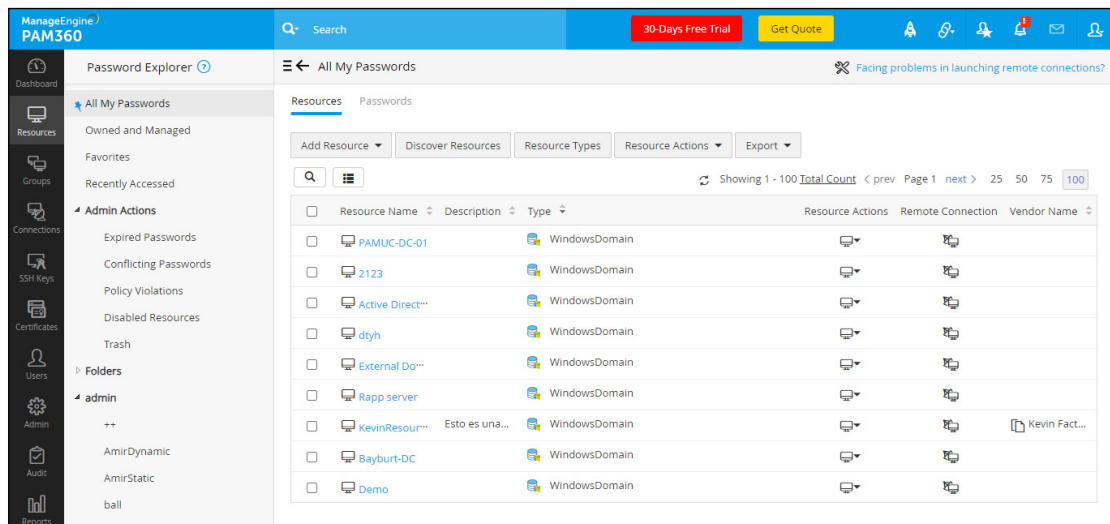 ManageEngine
PAM360
Search
30-Days Free Trial
Get Quote
Dashboard
Resources
Groups
Connections
SSH Keys
Certificates
Users
Admin
Audit
Reports
Password Explorer ?
All My Passwords
Owned and Managed
Favorites
Recently Accessed
Admin Actions
Expired Passwords
Conflicting Passwords
Policy Violations
Disabled Resources
Trash
Folders
admin
++
AmirDynamic
AmirStatic
ball
All My Passwords
Facing problems in launching remote connections?
Resources Passwords
Add Resource Discover Resources Resource Types Resource Actions Export
Showing 1 - 100 Total Count < prev Page 1 next > 25 50 75 100
Resource Name Description Type Resource Actions Remote Connection Vendor Name
PAMUC-DC-01 WindowsDomain
2123 WindowsDomain
Active Direct... WindowsDomain
dtyh WindowsDomain
External Do... WindowsDomain
Rapp server WindowsDomain
KevinResour... Esto es una... WindowsDomain Kevin Fact...
Bayburt-DC WindowsDomain
Demo WindowsDomain